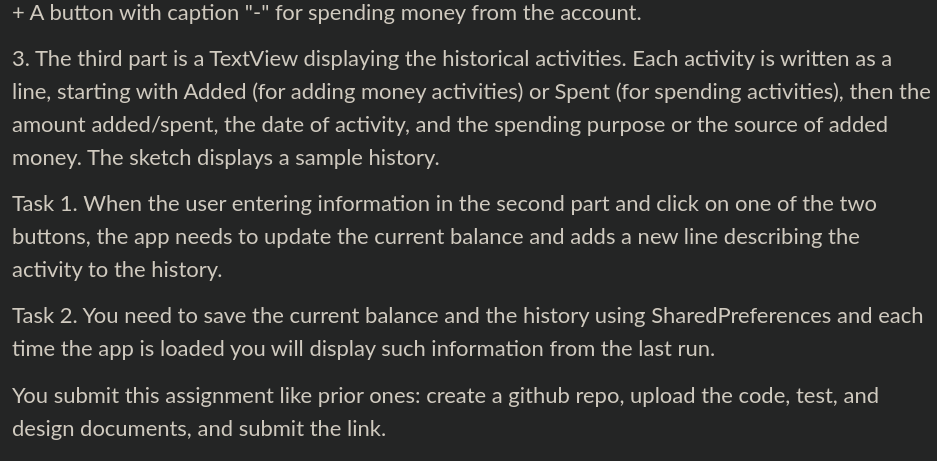 + A button with caption "-" for spending money from the account.
3. The third part is a TextView displaying the historical activities. Each activity is written as a
line, starting with Added (for adding money activities) or Spent (for spending activities), then the
amount added/spent, the date of activity, and the spending purpose or the source of added
money. The sketch displays a sample history.
Task 1. When the user entering information in the second part and click on one of the two
buttons, the app needs to update the current balance and adds a new line describing the
activity to the history.
Task 2. You need to save the current balance and the history using SharedPreferences and each
time the app is loaded you will display such information from the last run.
You submit this assignment like prior ones: create a github repo, upload the code, test, and
design documents, and submit the link.